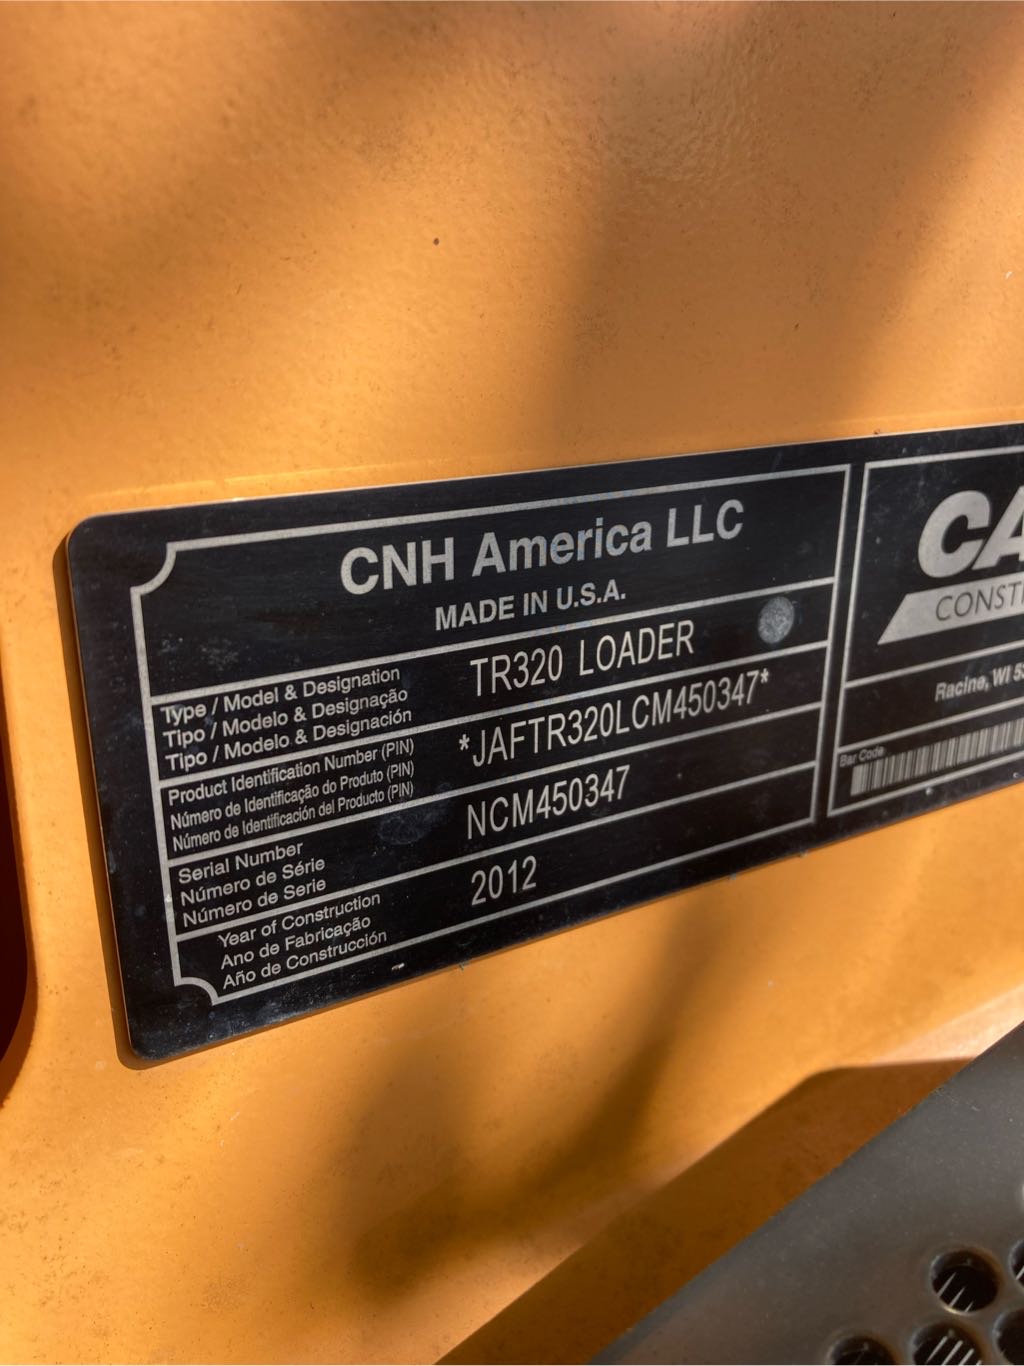 CNH America LLC
MADE IN U.S.A.
Type / Model & Designation
Tipo / Modelo & Designação
Tipo / Modelo & Designación
TR320 LOADER
Product Identification Number (PIN)
Número de Identificação do Produto (PIN)
Número de Identificación del Producto (PIN)
*JAFTR320LCM450347*
Serial Number
Número de Série
Número de Serie
NCM450347
Year of Construction
Ano de Fabricação
Año de Construcción
2012
CA
CONST
Racine, WI 5
Bar Code